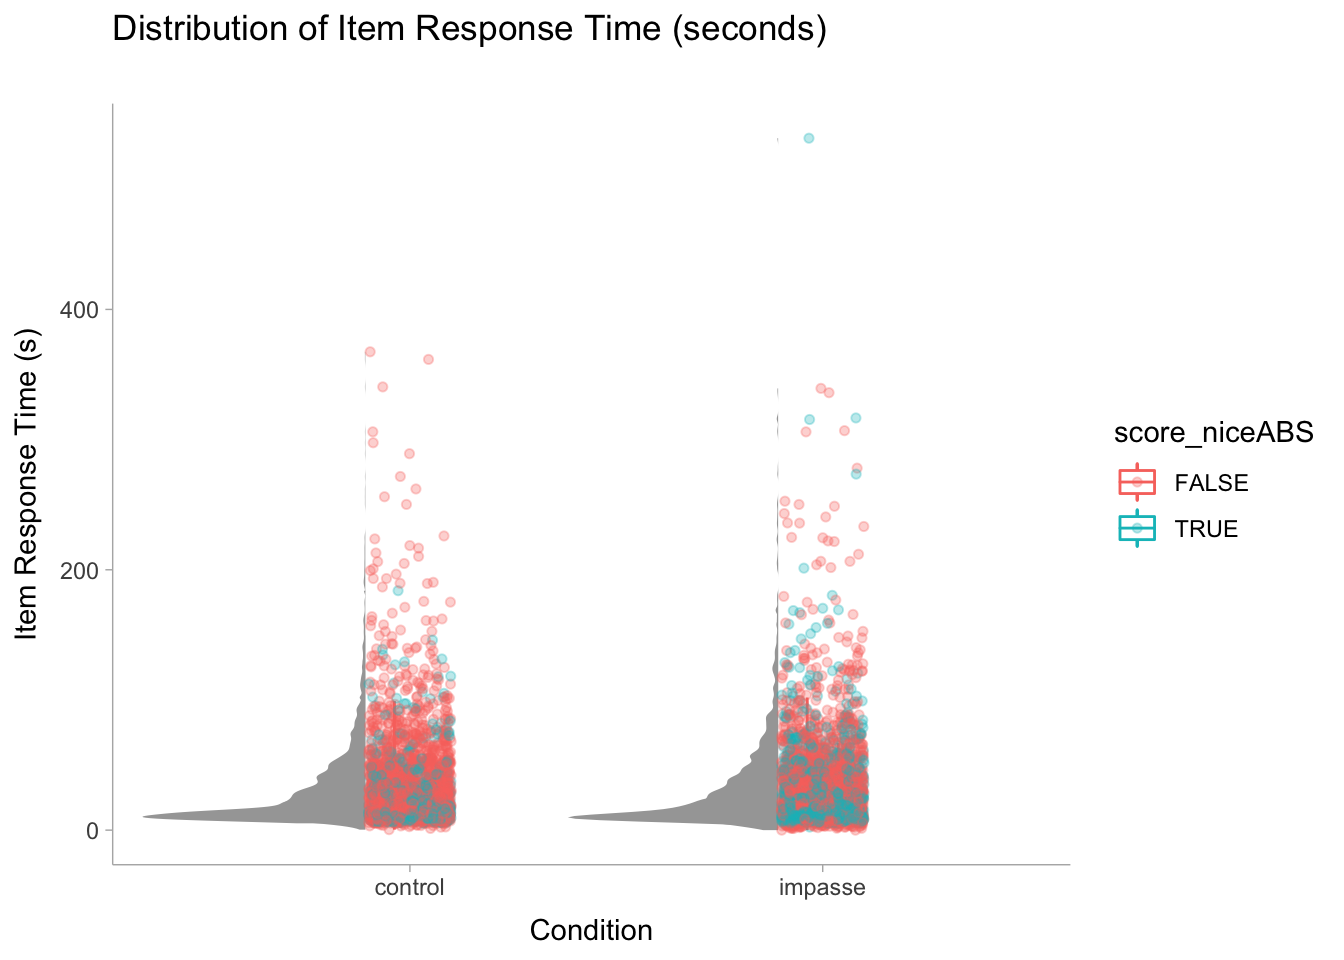 Distribution of Item Response Time (seconds)
Item Response Time (s)
400
200
0
control
impasse
Condition
score_niceABS
FALSE
TRUE